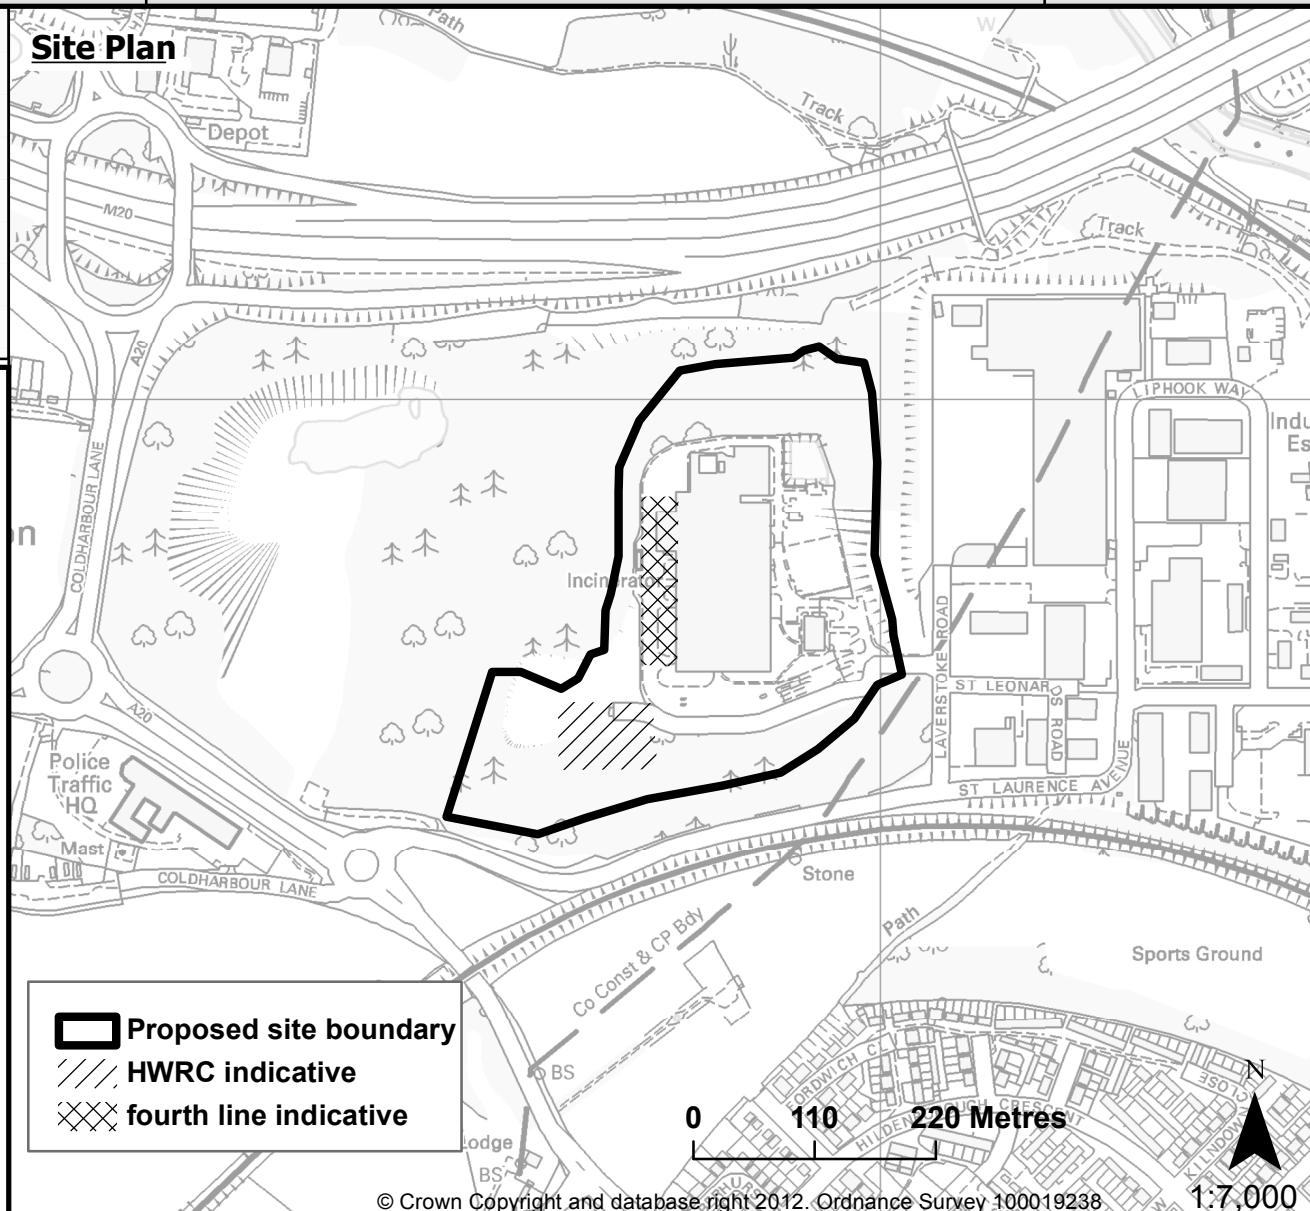 Site Plan
Path
W
Depot
Track
M20
Track
A20
LIPHOOK WAY
COLDHARBOUR LANE
Incinerator
LAVERSTOKE ROAD
ST LEONARDS ROAD
A20
Police
Traffic
HQ
ST LAURENCE AVENUE
Mast
COLDHARBOUR LANE
Stone
Co Const & CP Bdy
Path
Sports Ground
Proposed site boundary
HWRC indicative
fourth line indicative
BS
N
0 110 220 Metres
Lodge
BS
© Crown Copyright and database right 2012. Ordnance Survey 100019238
1:7,000